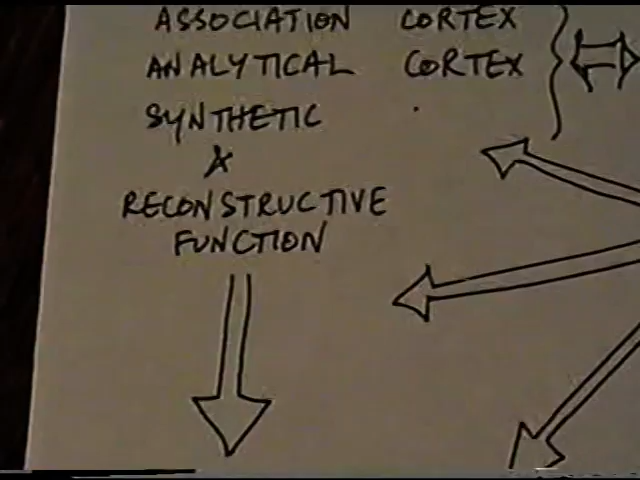 ASSOCIATION CORTEX
ANALYTICAL CORTEX
SYNTHETIC
&
RECONSTRUCTIVE
FUNCTION